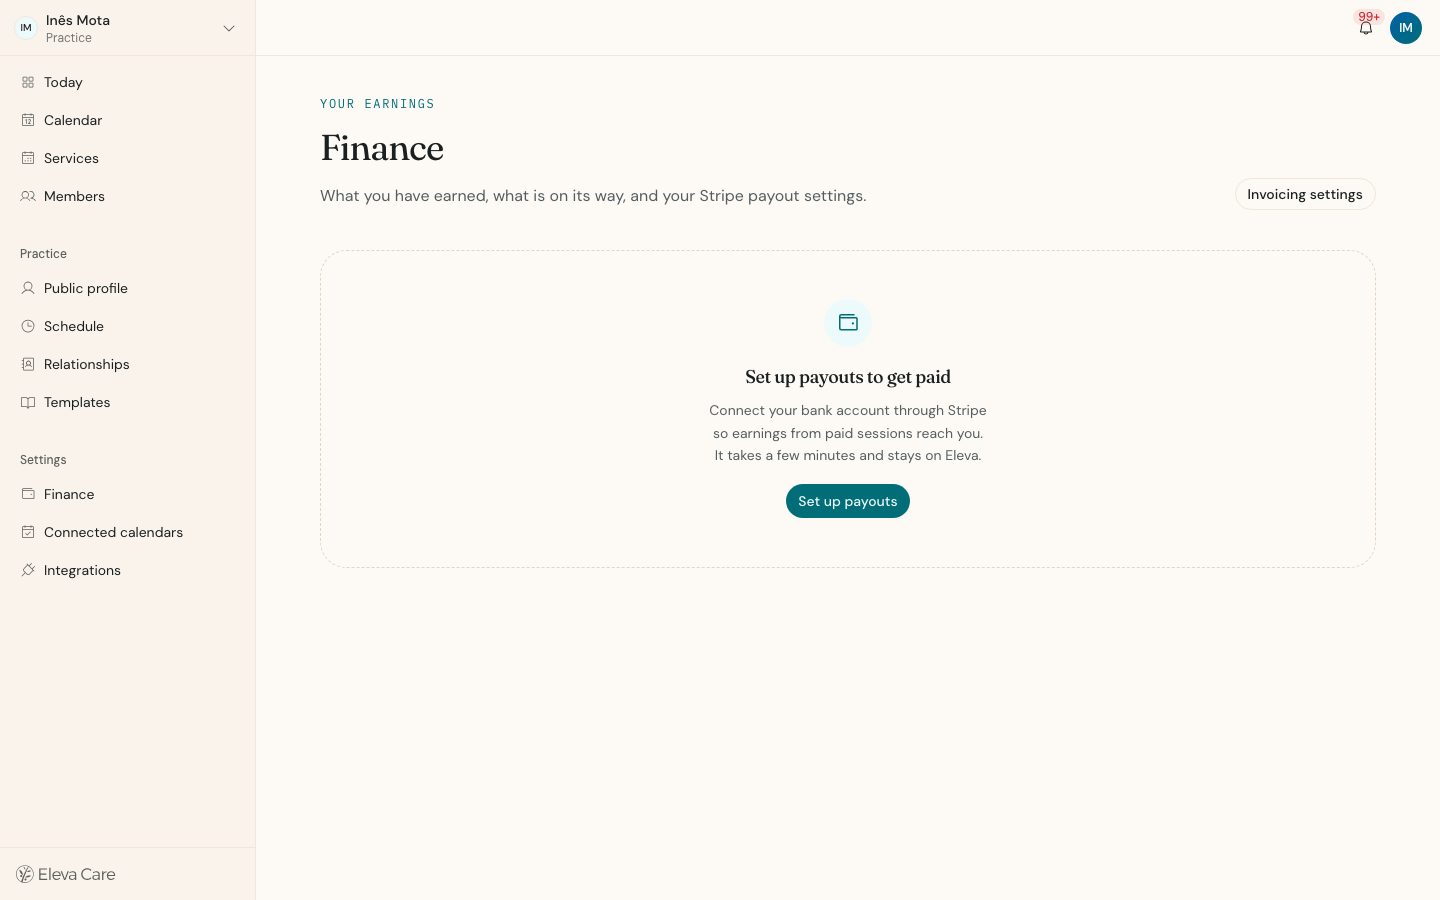 IM
Inês Mota
Practice
99+
IM
Today
Calendar
Services
Members
Practice
Public profile
Schedule
Relationships
Templates
Settings
Finance
Connected calendars
Integrations
Eleva Care
YOUR EARNINGS
Finance
What you have earned, what is on its way, and your Stripe payout settings.
Invoicing settings
Set up payouts to get paid
Connect your bank account through Stripe
so earnings from paid sessions reach you.
It takes a few minutes and stays on Eleva.
Set up payouts